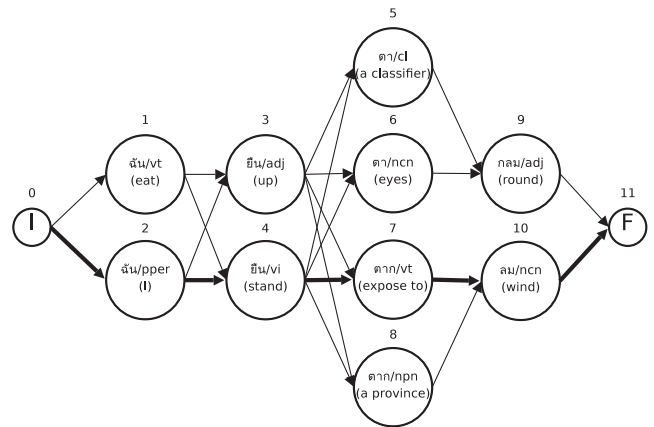 0
I
1
ฉัน/vt
(eat)
2
ฉัน/pper
(I)
3
ยืน/adj
(up)
4
ยืน/vi
(stand)
5
ตา/cl
(a classifier)
6
ตา/ncn
(eyes)
7
ตาก/vt
(expose to)
8
ตาก/npn
(a province)
9
กลม/adj
(round)
10
ลม/ncn
(wind)
11
F